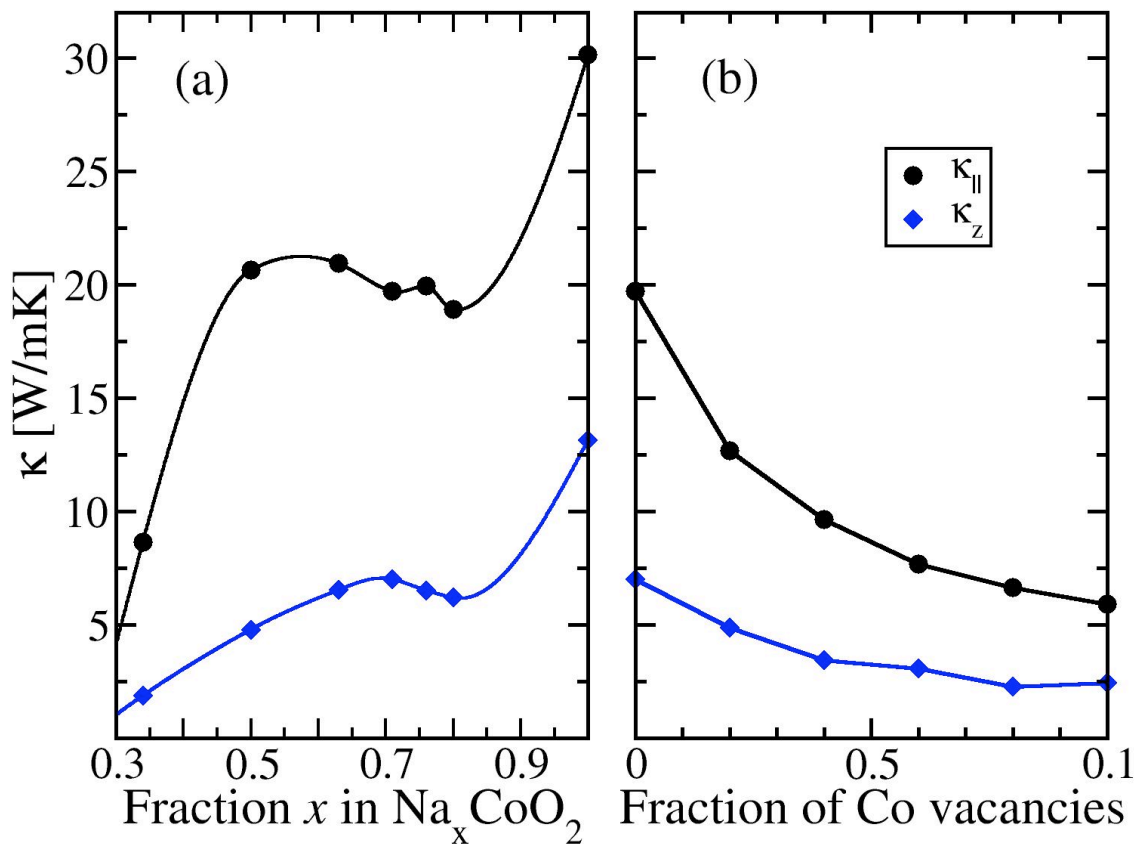 (a)
(b)
κ||
κz
κ [W/mK]
30
25
20
15
10
5
0.3 0.5 0.7 0.9
0 0.5 0.1
Fraction x in NaxCoO2
Fraction of Co vacancies